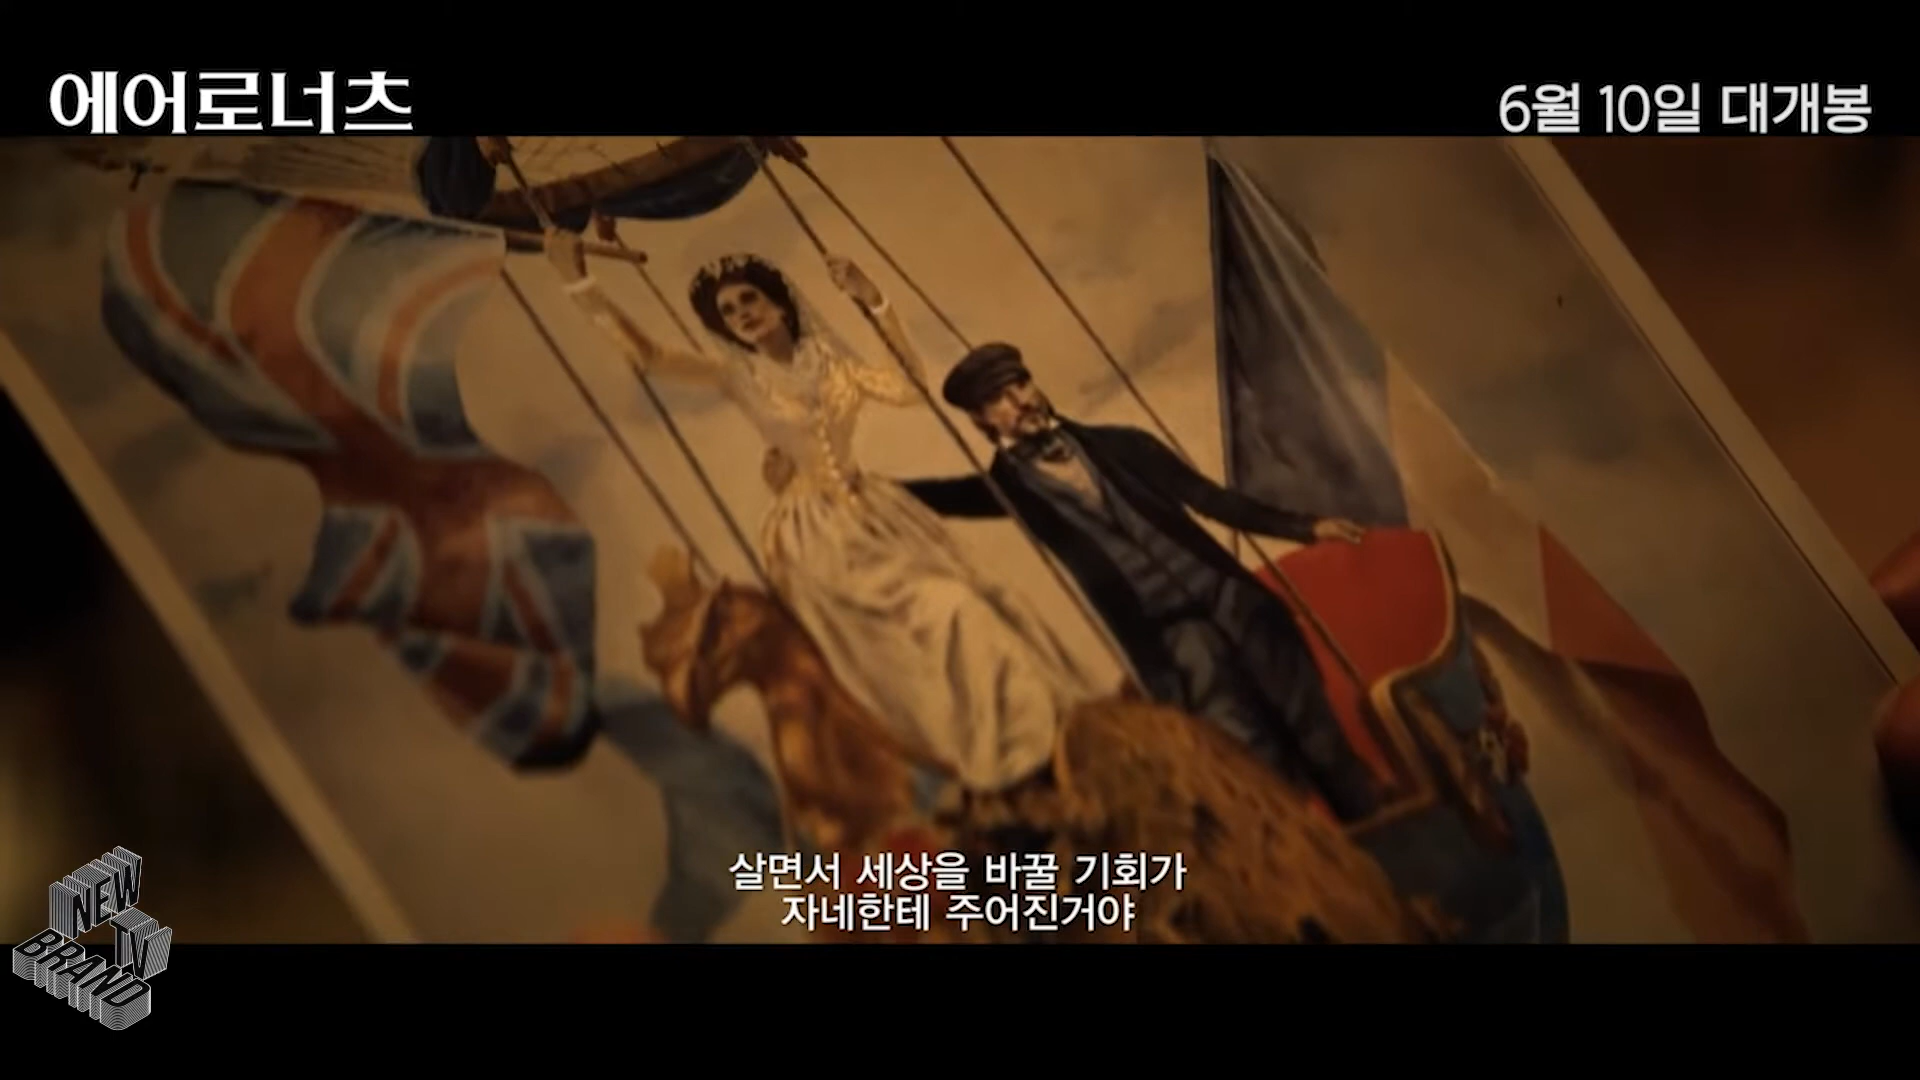 에어로너츠
6월 10일 대개봉
살면서 세상을 바꿀 기회가
자네한테 주어진거야
NEW
TV
BRAND